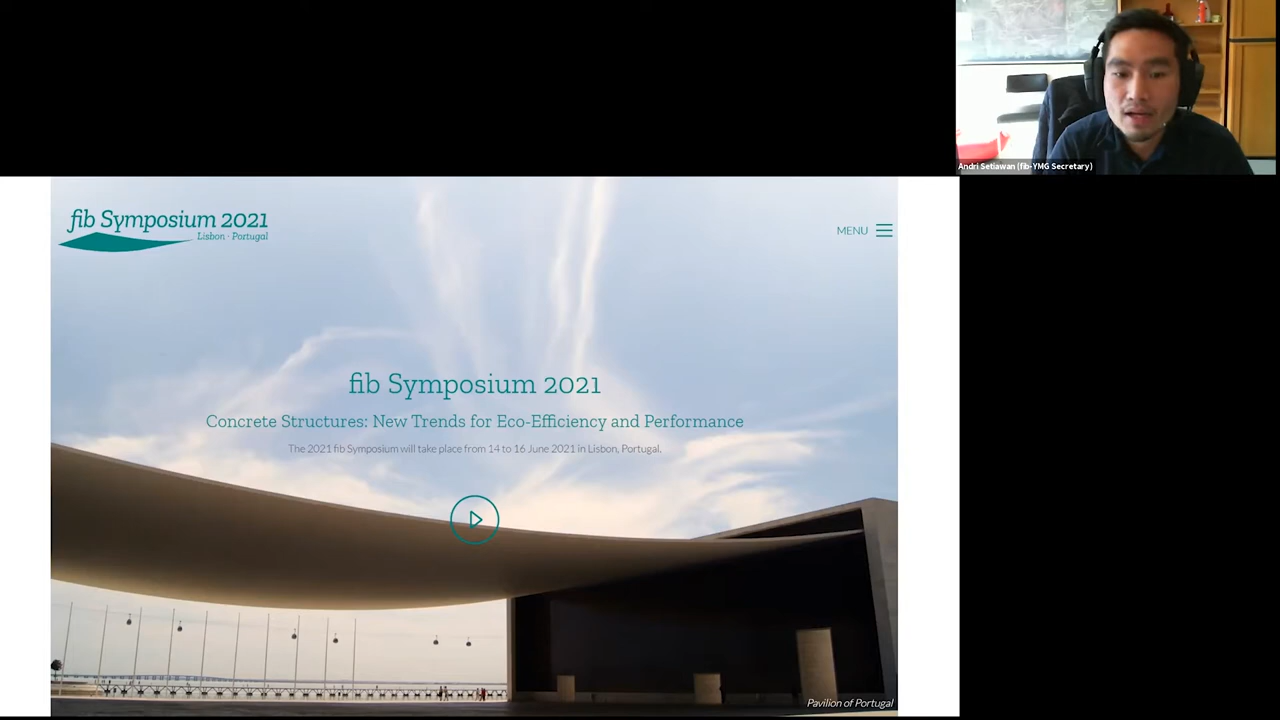 Andri Setiawan (fib-YMG Secretary)
fib Symposium 2021
Lisbon · Portugal
MENU
fib Symposium 2021
Concrete Structures: New Trends for Eco-Efficiency and Performance
The 2021 fib Symposium will take place from 14 to 16 June 2021 in Lisbon, Portugal.
Pavilion of Portugal